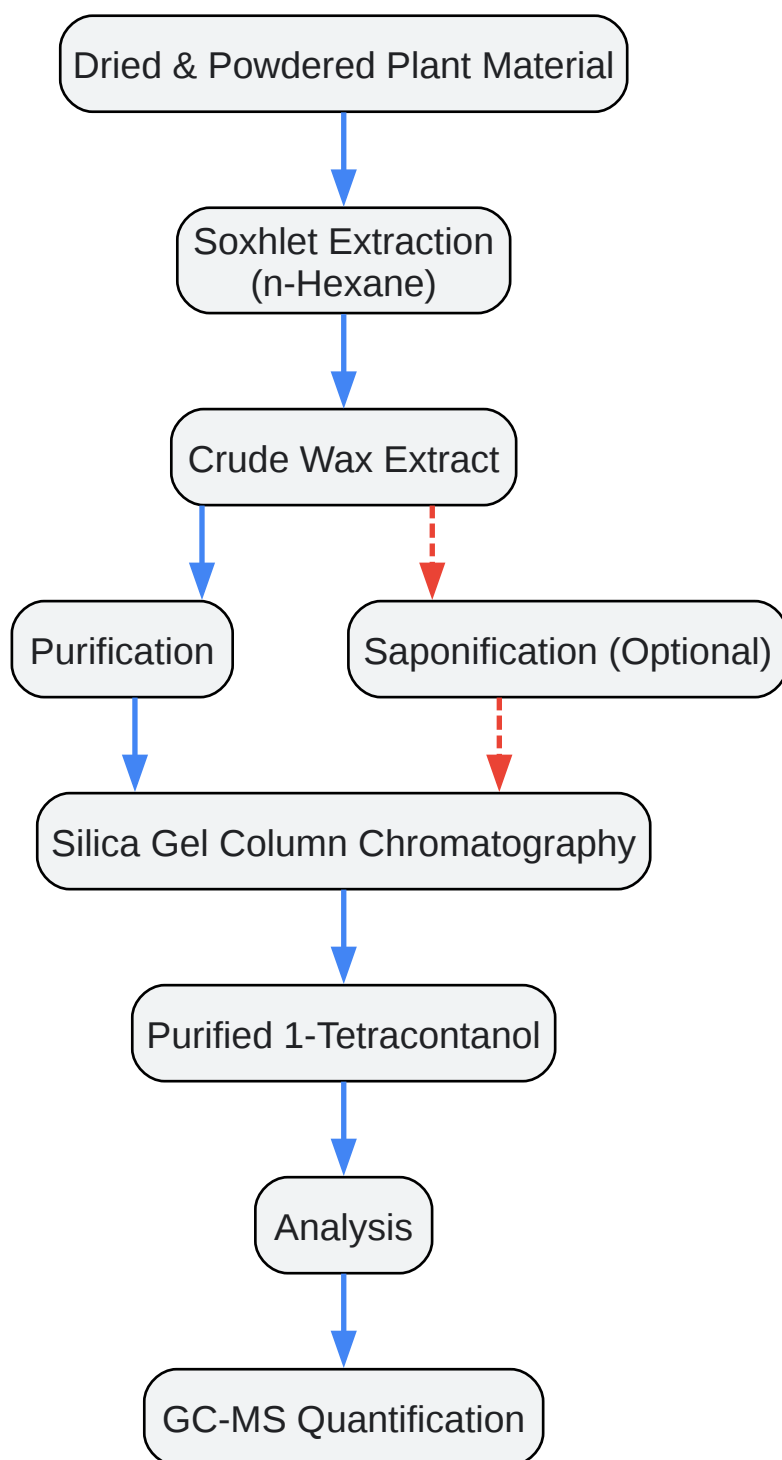 Dried & Powdered Plant Material
Soxhlet Extraction
(n-Hexane)
Crude Wax Extract
Purification
Saponification (Optional)
Silica Gel Column Chromatography
Purified 1-Tetracontanol
Analysis
GC-MS Quantification